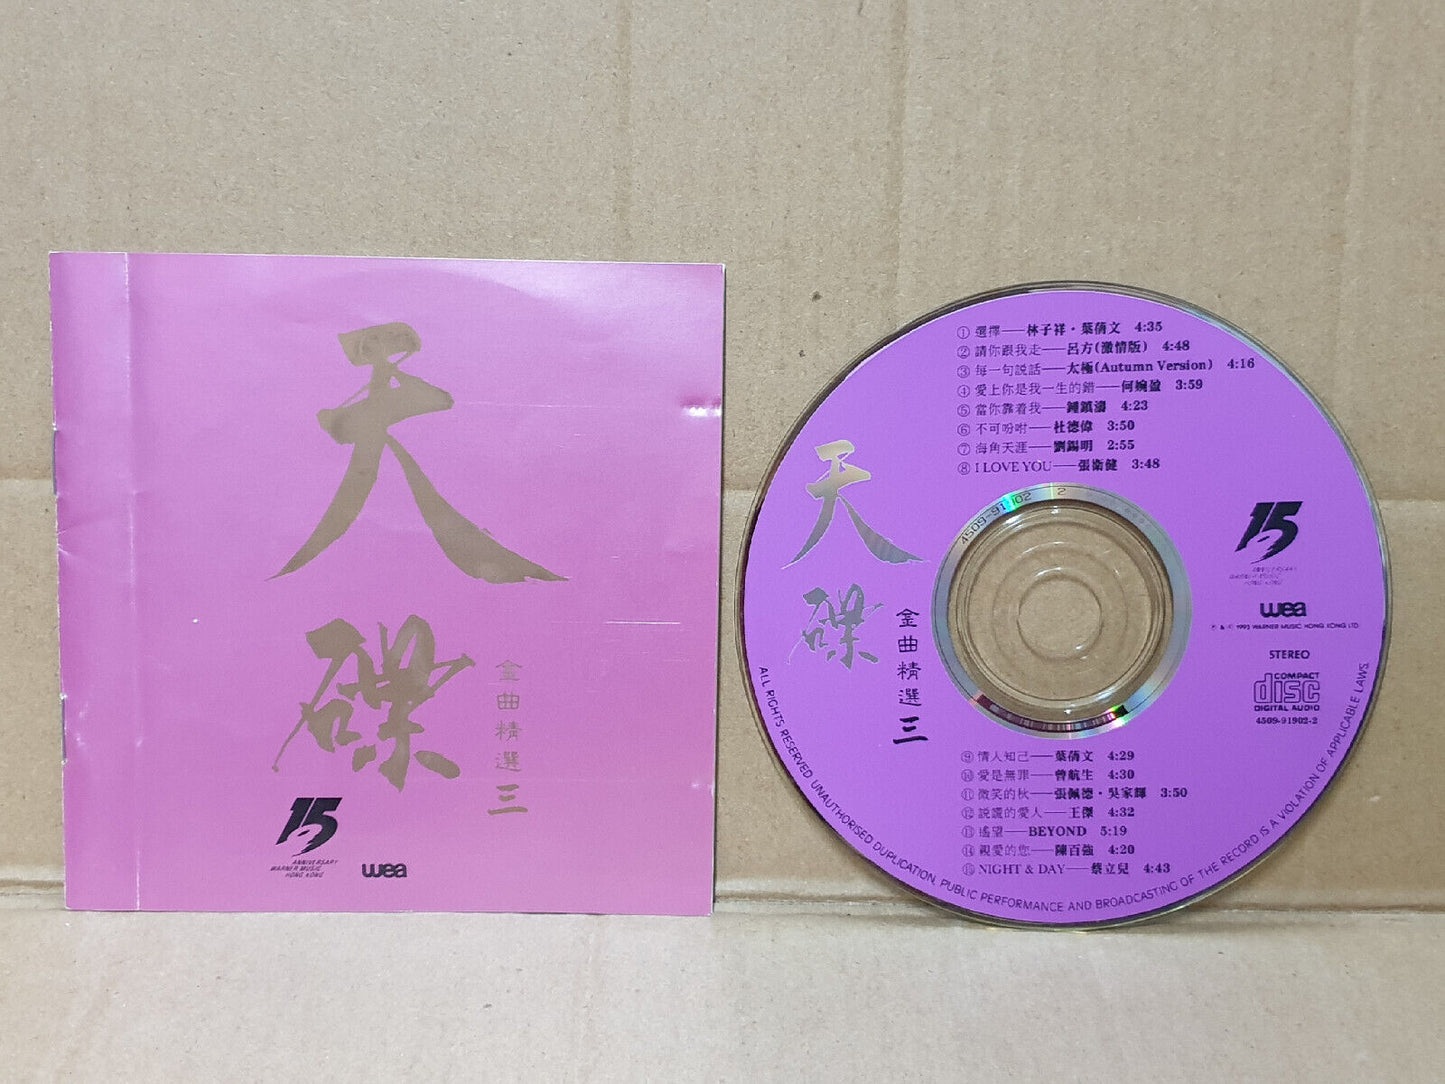 天碟
金曲精選三
15
ANNIVERSARY
WARNER MUSIC
HONG KONG
wea
① 選擇——林子祥・葉蒨文 4:35
② 請你跟我走——呂方(激情版) 4:48
③ 每一句説話——太極(Autumn Version) 4:16
④ 愛上你是我一生的錯——何婉盈 3:59
⑤ 當你靠着我——鍾鎮濤 4:23
⑥ 不可吩咐——杜德偉 3:50
⑦ 海角天涯——劉錫明 2:55
⑧ I LOVE YOU——張衛健 3:48
天碟
金曲精選三
15
ANNIVERSARY
WARNER MUSIC
HONG KONG
wea
℗ & © 1993 WARNER MUSIC HONG KONG LTD.
STEREO
COMPACT
disc
DIGITAL AUDIO
4509-91902-2
⑨ 情人知己——葉蒨文 4:29
⑩ 愛是無罪——曾航生 4:30
⑪ 微笑的秋——張佩德・吳家輝 3:50
⑫ 説謊的愛人——王傑 4:32
⑬ 遙望——BEYOND 5:19
⑭ 親愛的您——陳百強 4:20
⑮ NIGHT & DAY——蔡立兒 4:43
ALL RIGHTS RESERVED. UNAUTHORISED DUPLICATION, PUBLIC PERFORMANCE AND BROADCASTING OF THE RECORD IS A VIOLATION OF APPLICABLE LAWS.